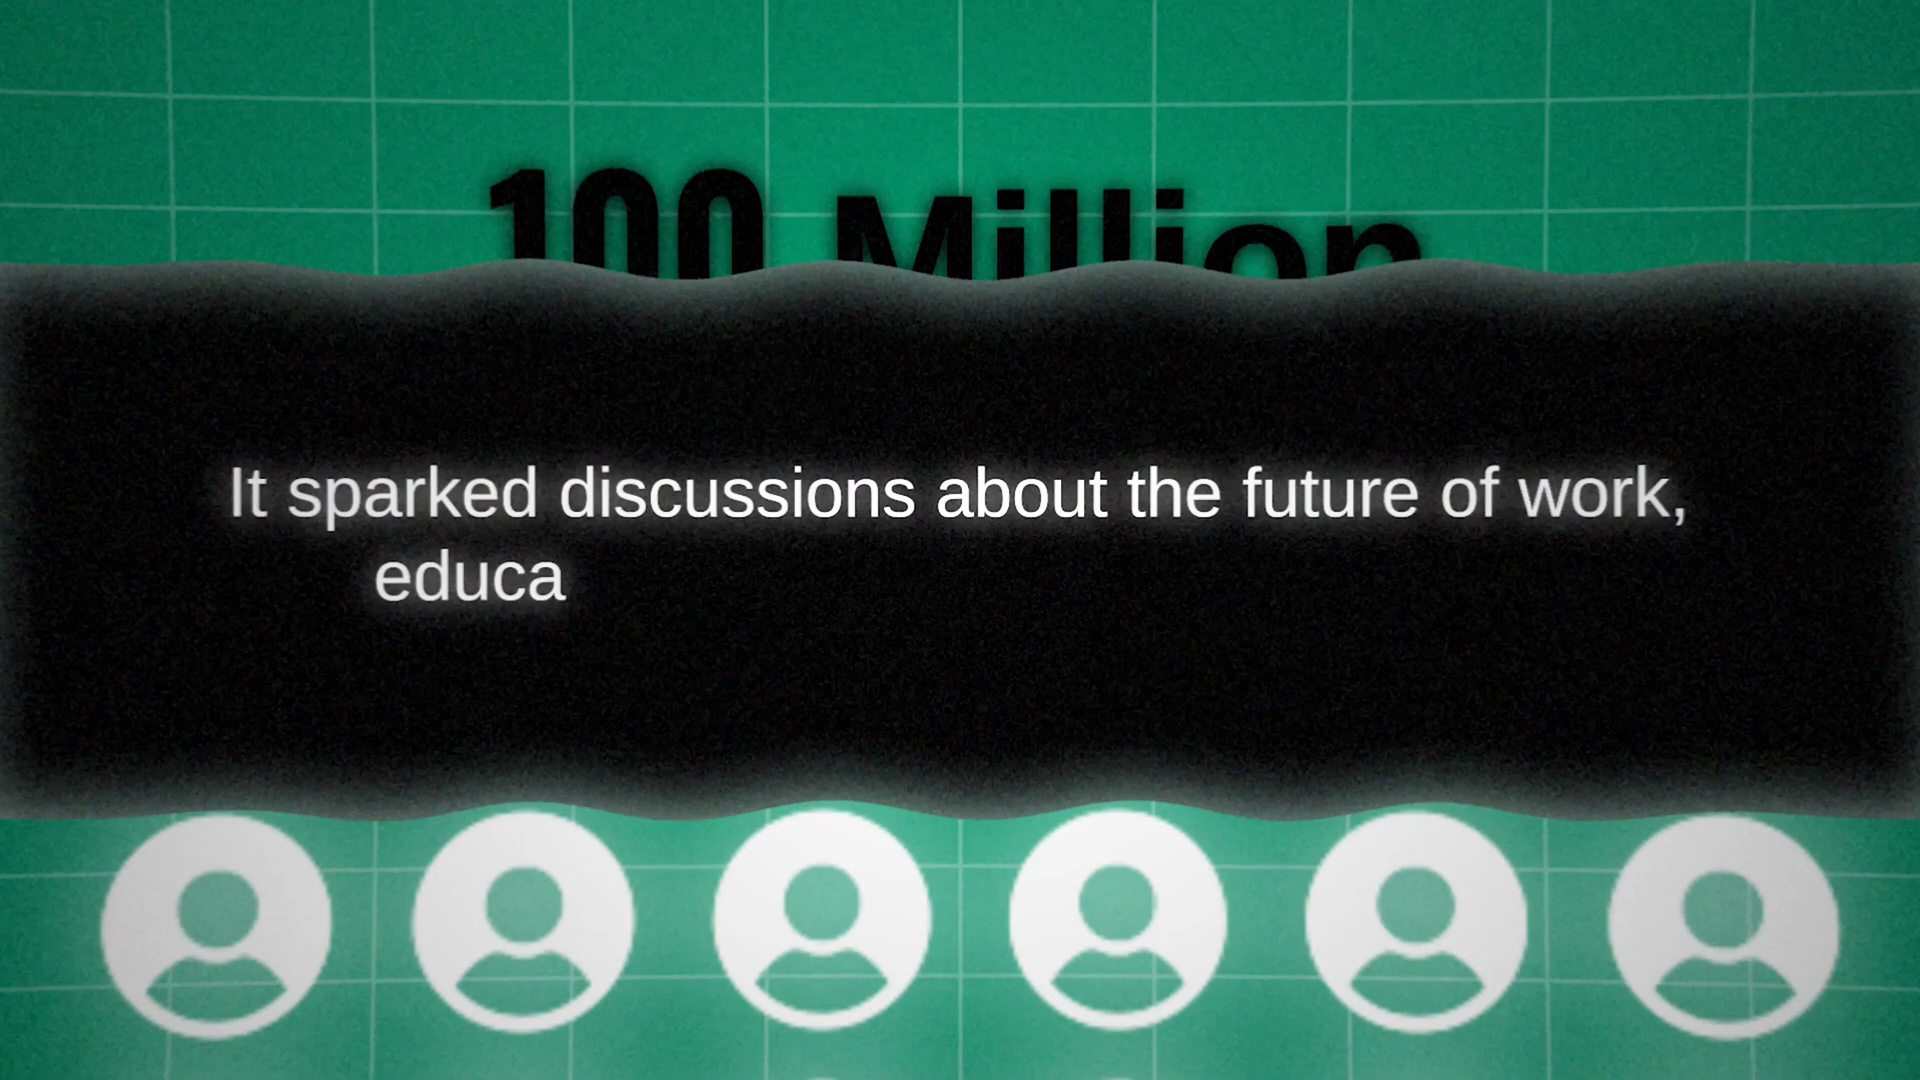 100 Million
It sparked discussions about the future of work,
educa